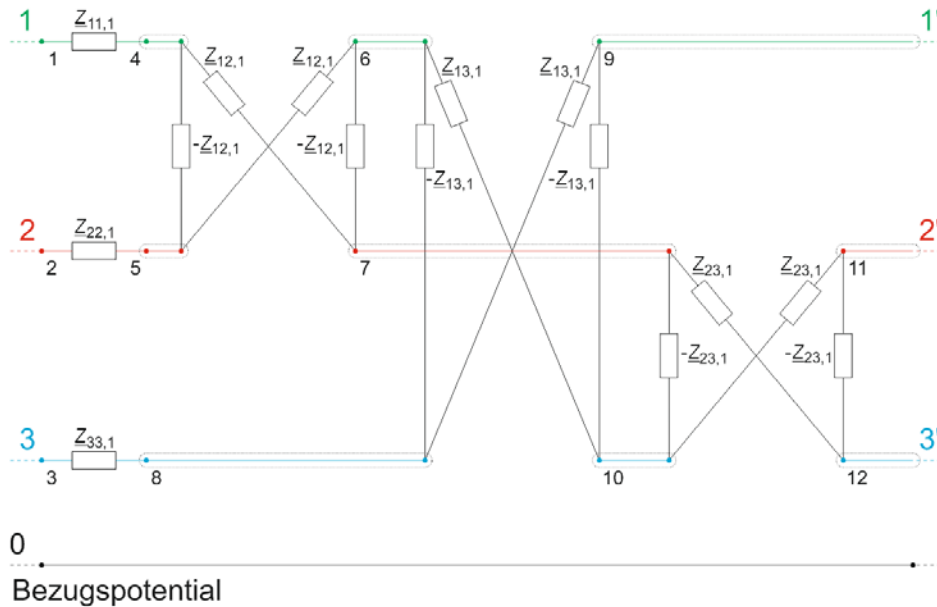 1 Z11,1 1'
1 4 6 9
Z12,1 Z12,1 Z13,1 Z13,1
-Z12,1 -Z12,1 -Z13,1 -Z13,1
2 Z22,1 2'
2 5 7 11
Z23,1 Z23,1
-Z23,1 -Z23,1
3 Z33,1 3'
3 8 10 12
0
Bezugspotential